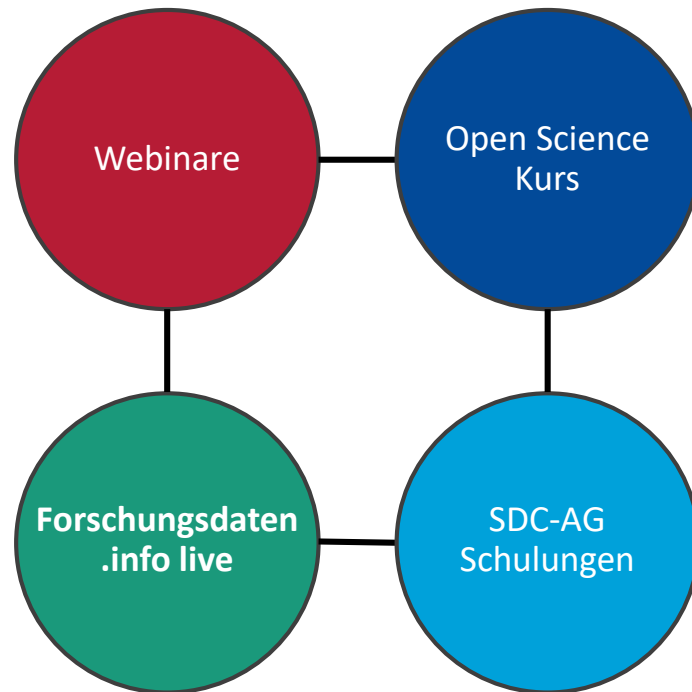 Webinare
Open Science
Kurs
Forschungsdaten
.info live
SDC-AG
Schulungen